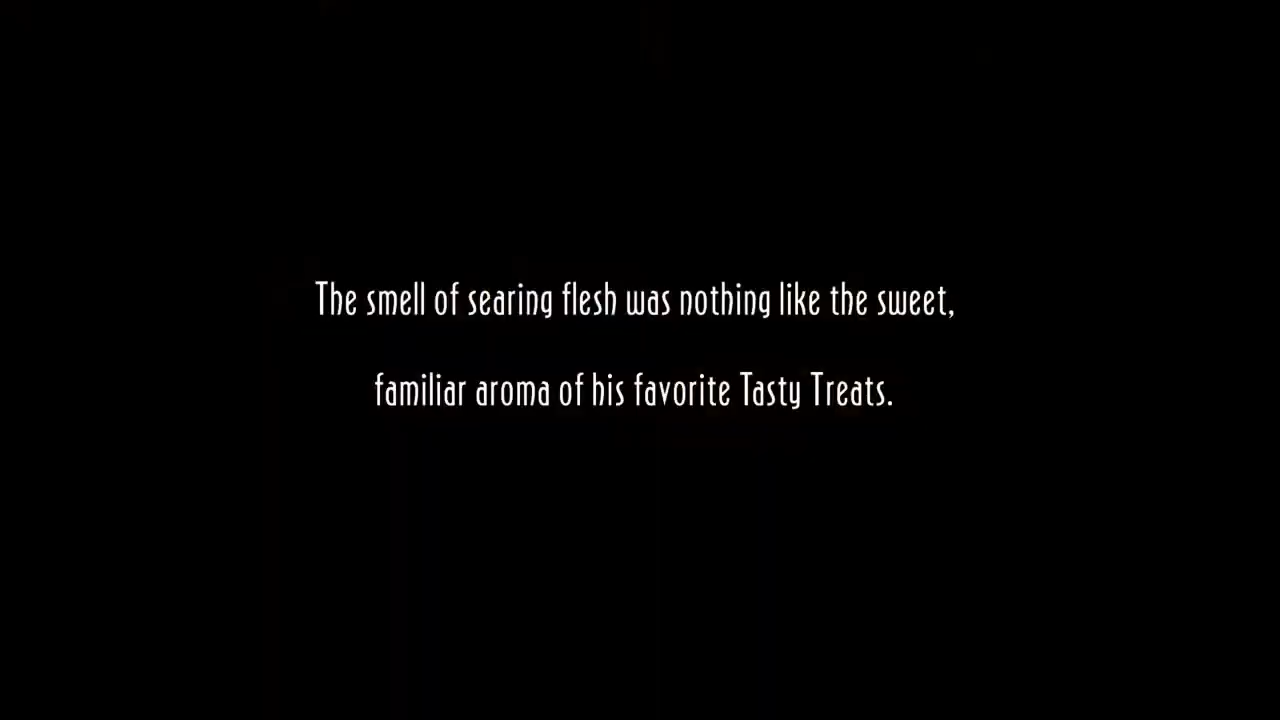 The smell of searing flesh was nothing like the sweet,
familiar aroma of his favorite Tasty Treats.